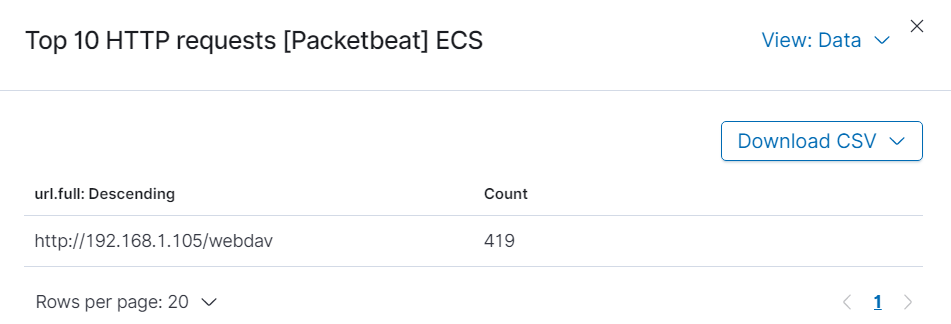 Top 10 HTTP requests [Packetbeat] ECS
View: Data
Download CSV
url.full: Descending Count
http://192.168.1.105/webdav 419
Rows per page: 20 1